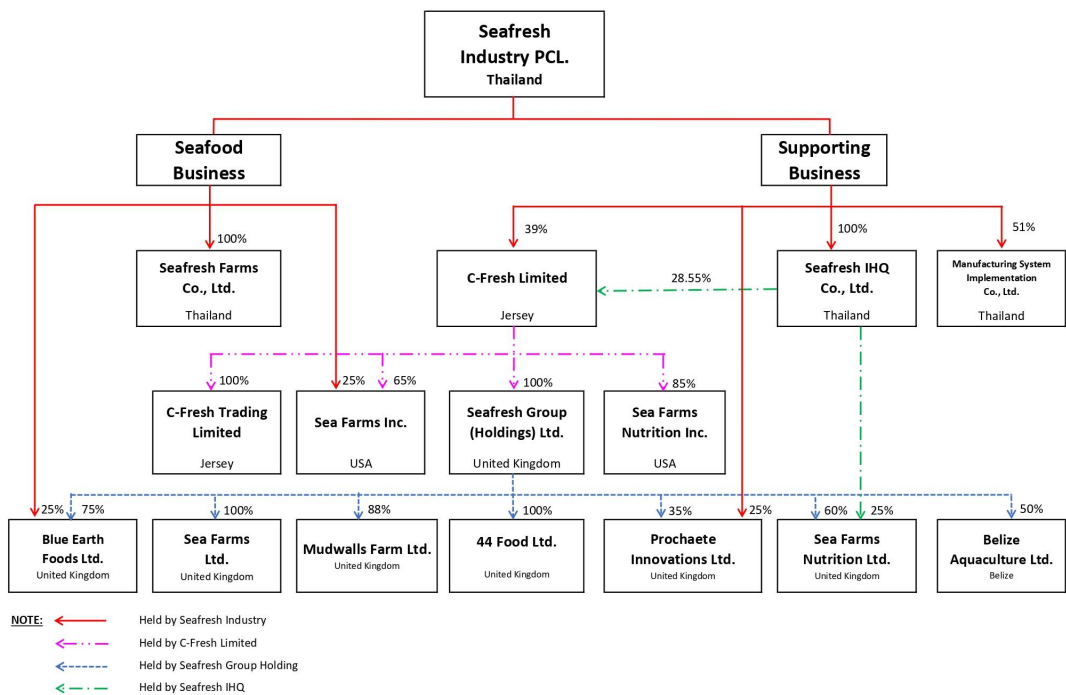 Seafresh
Industry PCL.
Thailand
Seafood
Business
Supporting
Business
100%
39%
100%
51%
Seafresh Farms
Co., Ltd.
Thailand
C-Fresh Limited
Jersey
28.55%
Seafresh IHQ
Co., Ltd.
Thailand
Manufacturing System
Implementation
Co., Ltd.
Thailand
100%
25%
65%
100%
85%
C-Fresh Trading
Limited
Jersey
Sea Farms Inc.
USA
Seafresh Group
(Holdings) Ltd.
United Kingdom
Sea Farms
Nutrition Inc.
USA
25%
75%
100%
88%
100%
35%
25%
60%
25%
50%
Blue Earth
Foods Ltd.
United Kingdom
Sea Farms
Ltd.
United Kingdom
Mudwalls Farm Ltd.
United Kingdom
44 Food Ltd.
United Kingdom
Prochaete
Innovations Ltd.
United Kingdom
Sea Farms
Nutrition Ltd.
United Kingdom
Belize
Aquaculture Ltd.
Belize
NOTE:
Held by Seafresh Industry
Held by C-Fresh Limited
Held by Seafresh Group Holding
Held by Seafresh IHQ